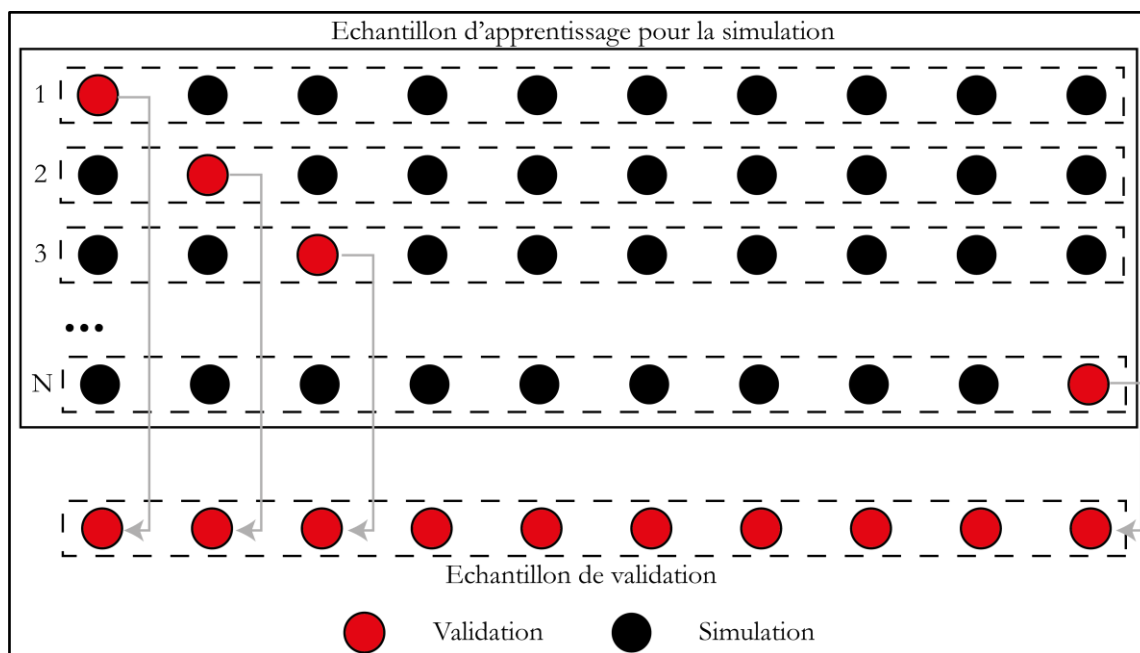 Echantillon d'apprentissage pour la simulation
1
2
3
...
N
Echantillon de validation
Validation
Simulation